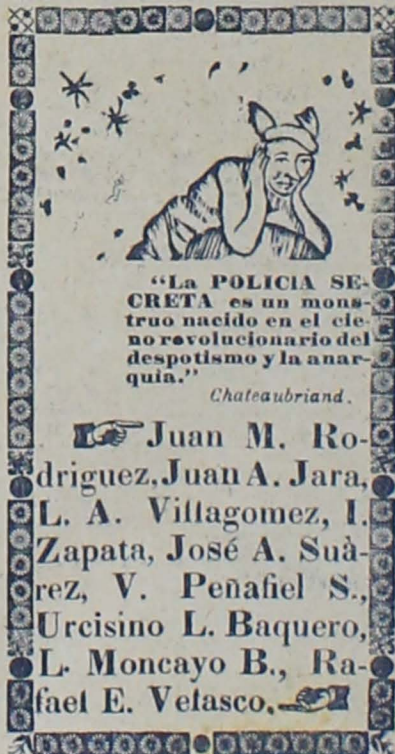 “La POLICIA SE-
CRETA es un mons-
truo nacido en el cie-
no revolucionario del
despotismo y la anar-
quia.”
Chateaubriand.
Juan M. Ro-
driguez, Juan A. Jara,
L. A. Villagomez, I.
Zapata, José A. Suà-
rez, V. Peñafiel S.,
Urcisino L. Baquero,
L. Moncayo B., Ra-
fael E. Velasco.